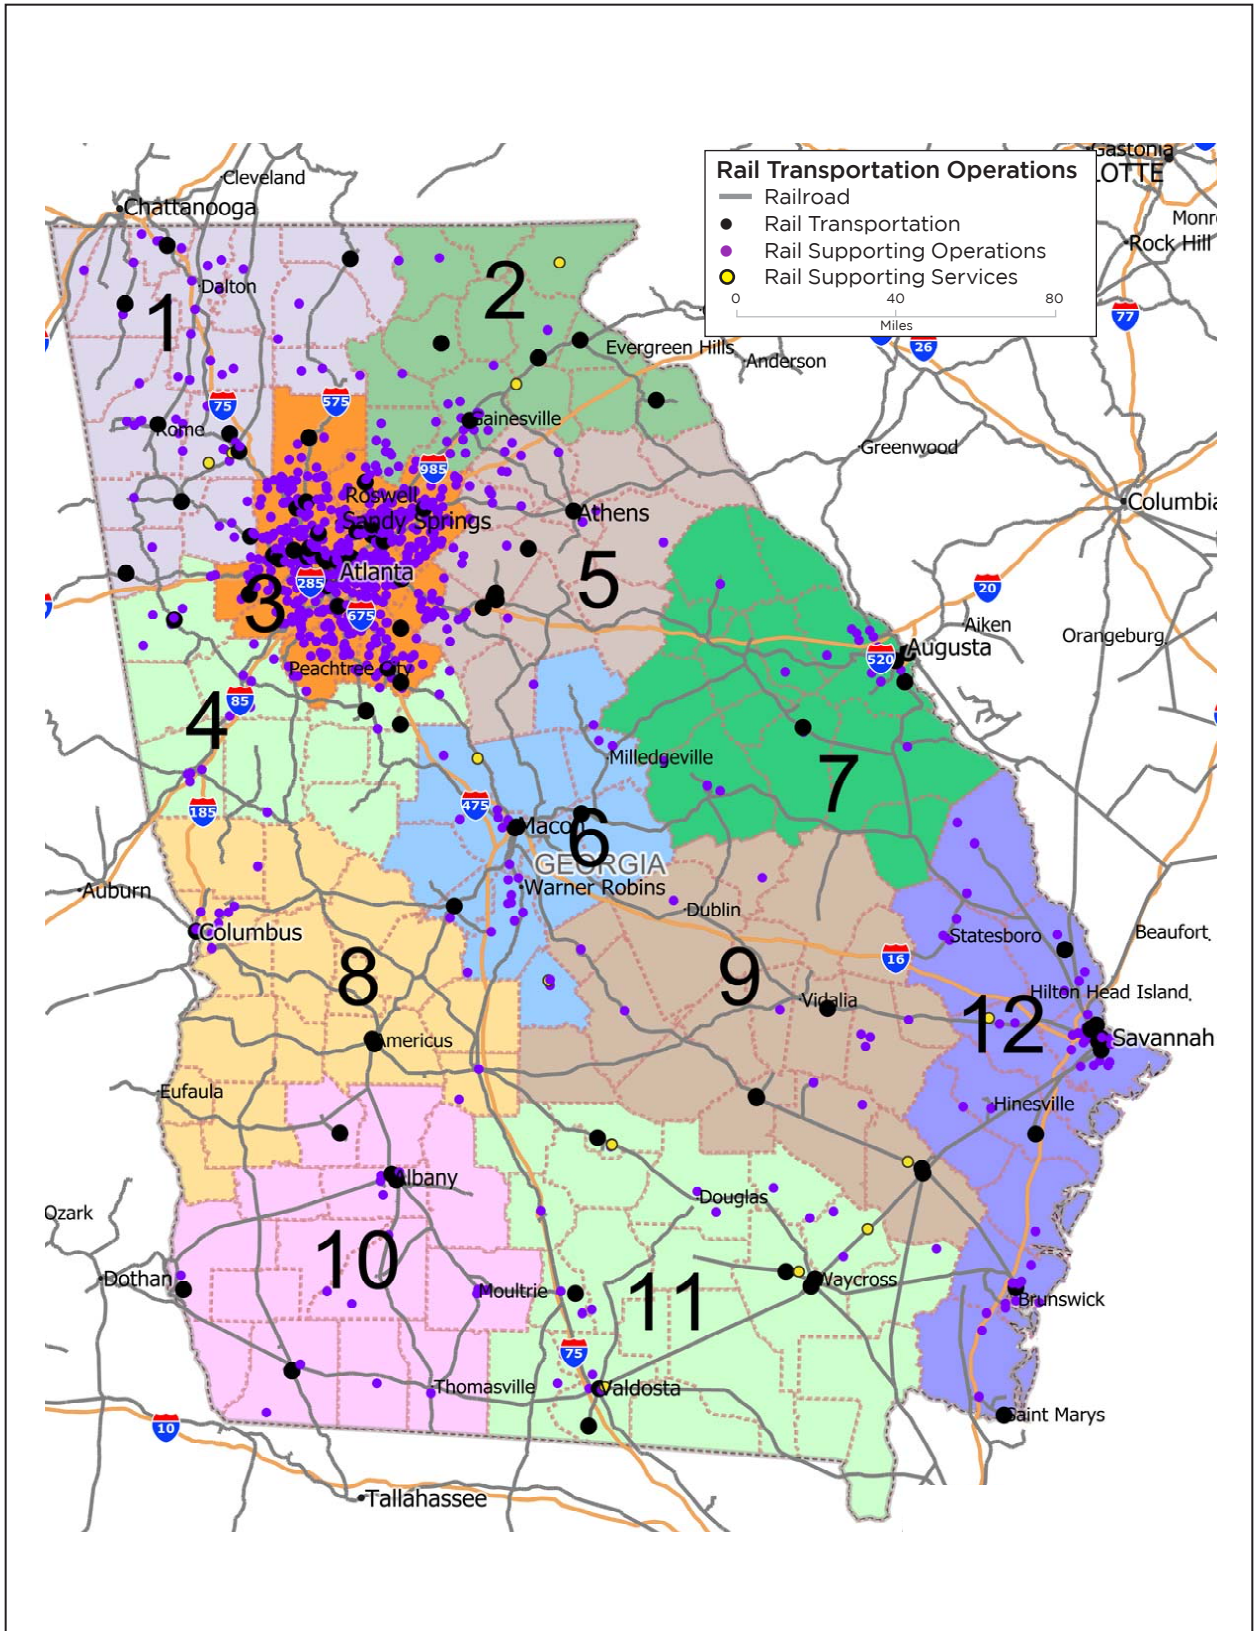 Gastonia
LOTTE
Rail Transportation Operations
Railroad
Rail Transportation
Rail Supporting Operations
Rail Supporting Services
0 40 80
Miles
Cleveland
Chattanooga
Monr
Rock Hill
2
Dalton
1
77
26
Evergreen Hills
Anderson
75
575
Gainesville
Rome
Greenwood
985
Roswell
Columbia
Athens
Sandy Springs
Atlanta
5
285
3
20
675
Aiken
Orangeburg
Augusta
520
Peachtree City
85
4
Milledgeville
7
475
185
Macon
6
GEORGIA
Auburn
Warner Robins
Dublin
Columbus
Statesboro
Beaufort
16
8
9
Hilton Head Island
Vidalia
12
Savannah
Americus
Eufaula
Hinesville
Albany
Douglas
Ozark
10
Dothan
Moultrie
11
Waycross
Brunswick
75
Thomasville
Valdosta
10
Saint Marys
Tallahassee